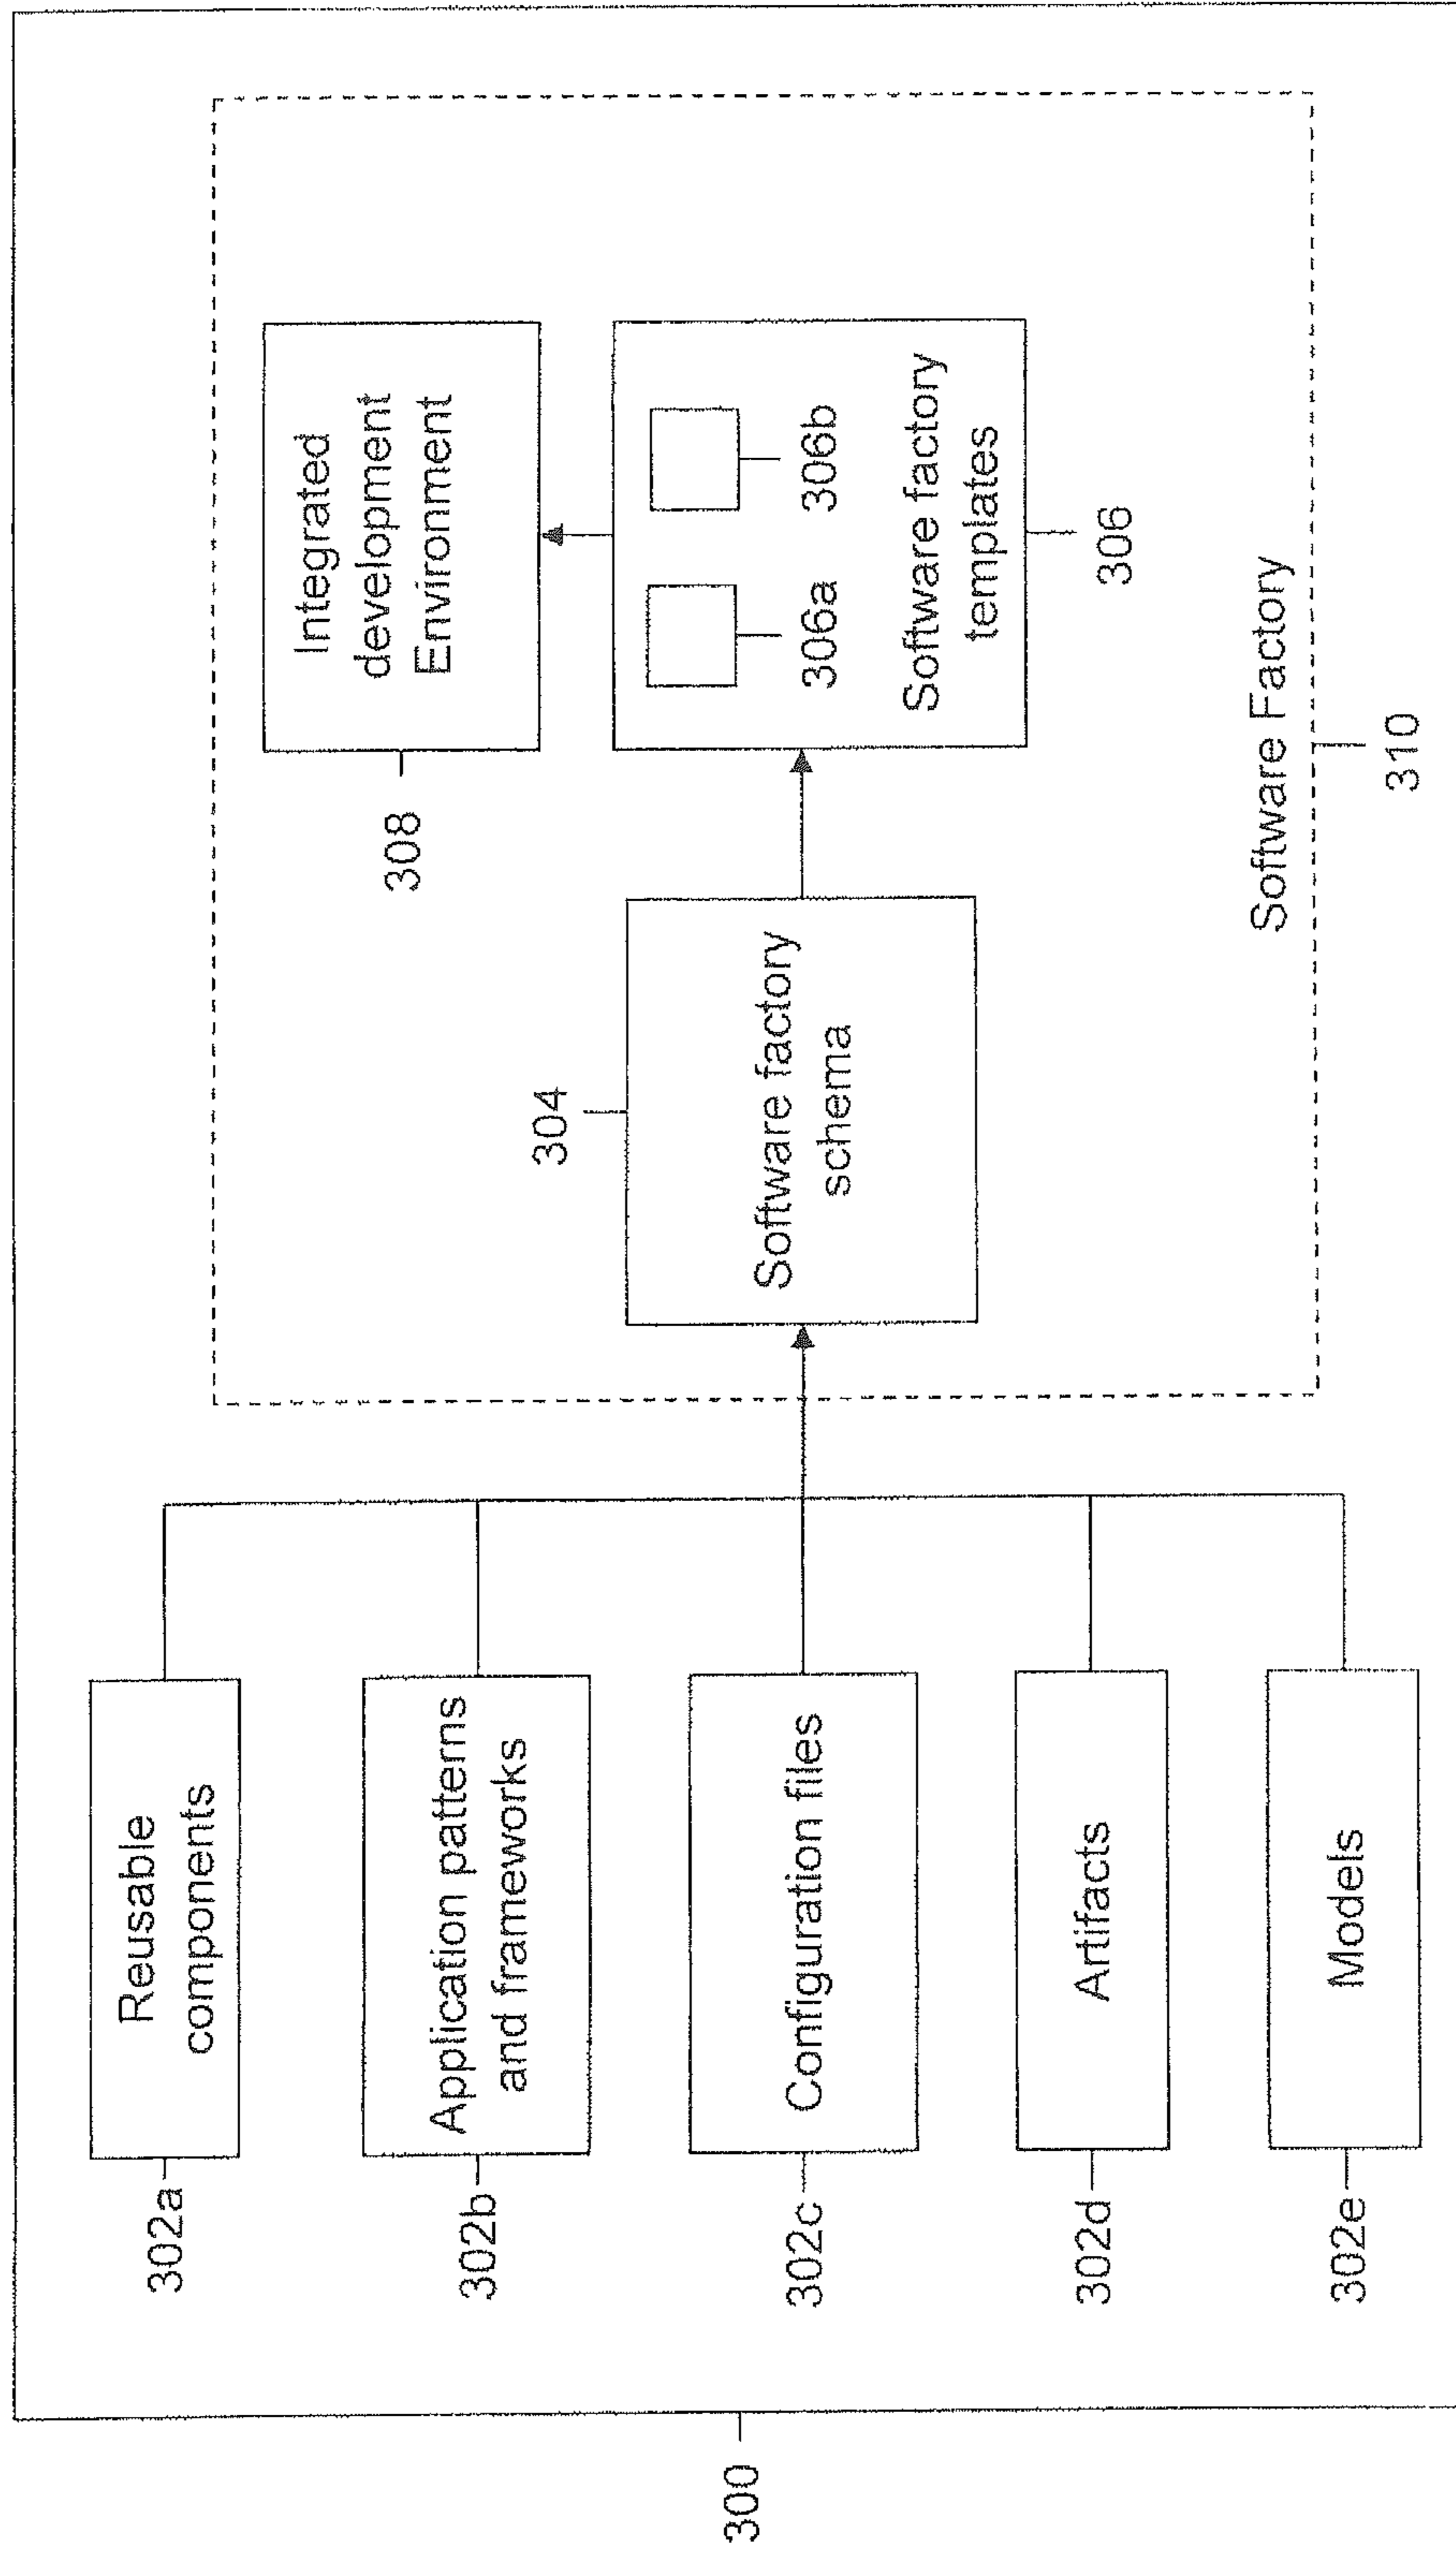 300
302a
Reusable
components
302b
Application patterns
and frameworks
302c
Configuration files
302d
Artifacts
302e
Models
304
Software factory
schema
308
Integrated
development
Environment
306a
306b
Software factory
templates
306
Software Factory
310